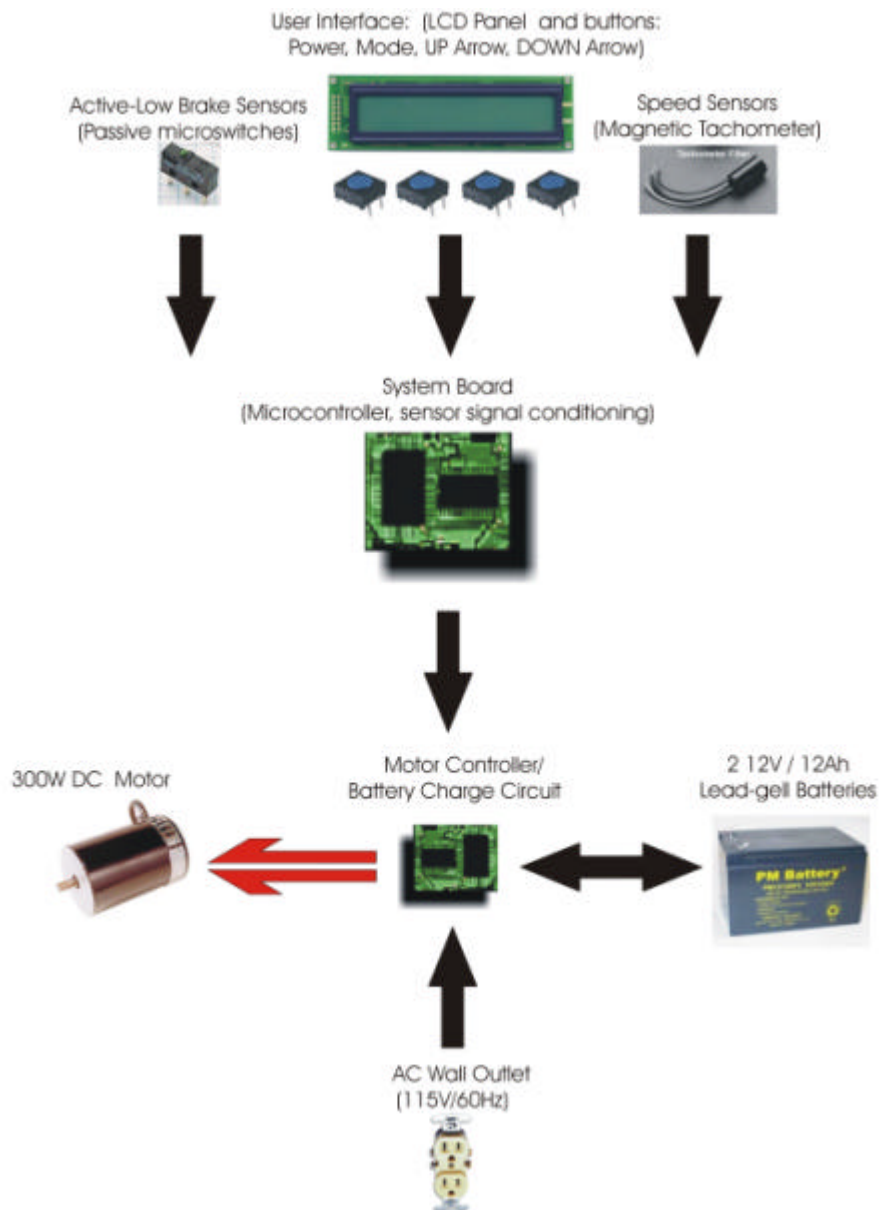 User Interface: (LCD Panel and buttons:
Power, Mode, UP Arrow, DOWN Arrow)
Active-Low Brake Sensors
(Passive microswitches)
Speed Sensors
(Magnetic Tachometer)
Tachometer
System Board
(Microcontroller, sensor signal conditioning)
300W DC Motor
Motor Controller/
Battery Charge Circuit
2 12V / 12Ah
Lead-gell Batteries
PM Battery
AC Wall Outlet
(115V/60Hz)